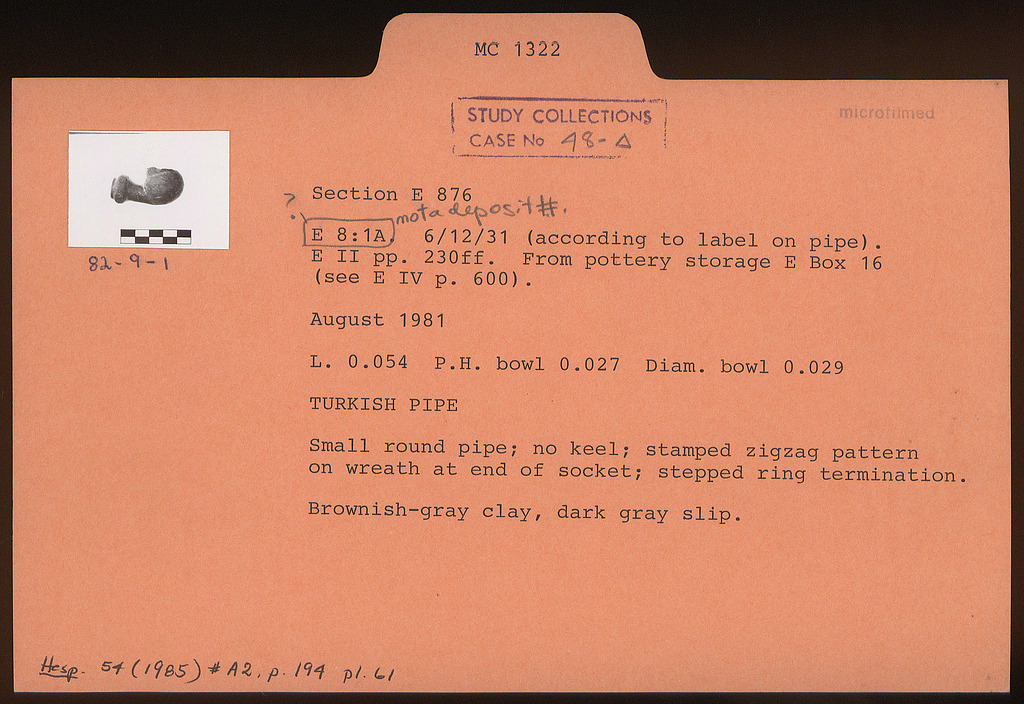 MC 1322
STUDY COLLECTIONS
CASE No 48-Δ
microfilmed
? Section E 876
not a deposit #.
E 8:1A, 6/12/31 (according to label on pipe).
E II pp. 230ff. From pottery storage E Box 16
(see E IV p. 600).
82-9-1
August 1981
L. 0.054 P.H. bowl 0.027 Diam. bowl 0.029
TURKISH PIPE
Small round pipe; no keel; stamped zigzag pattern
on wreath at end of socket; stepped ring termination.
Brownish-gray clay, dark gray slip.
Hesp. 54 (1985) # A2, p. 194 pl. 61